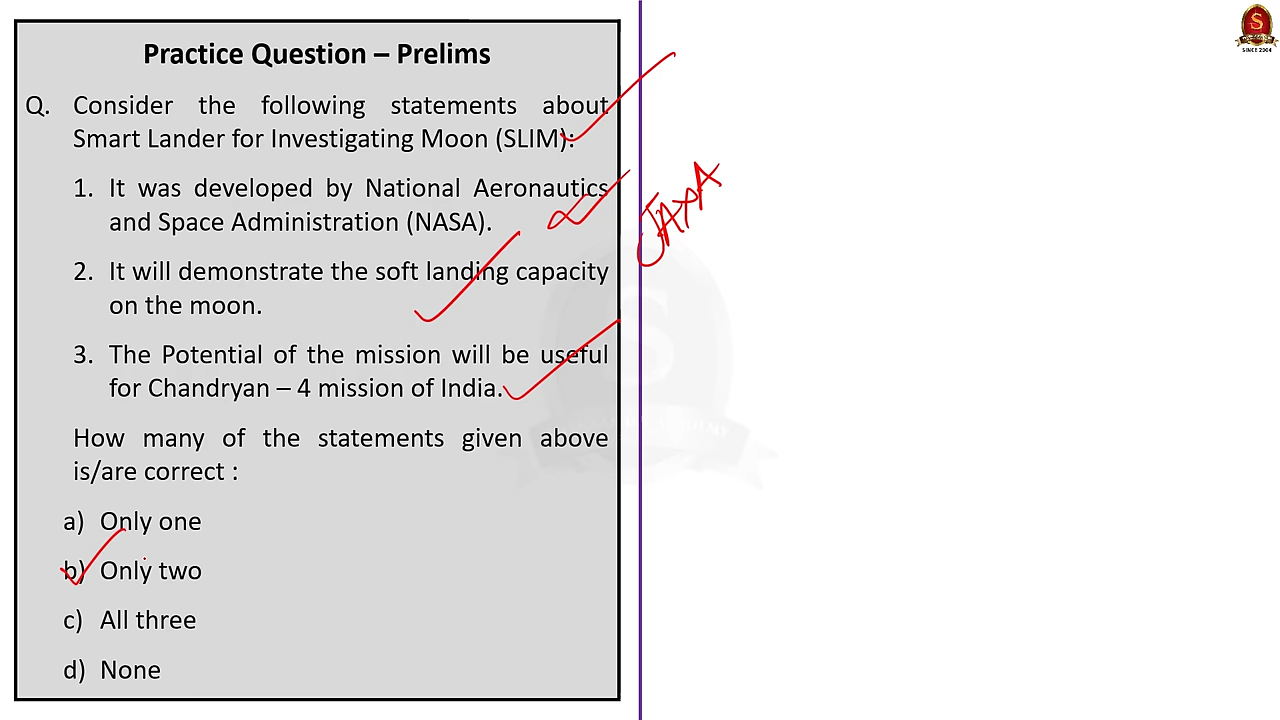 Practice Question – Prelims
Q. Consider the following statements about
Smart Lander for Investigating Moon (SLIM):
1. It was developed by National Aeronautics
and Space Administration (NASA).
2. It will demonstrate the soft landing capacity
on the moon.
3. The Potential of the mission will be useful
for Chandryan – 4 mission of India.
How many of the statements given above
is/are correct :
a) Only one
b) Only two
c) All three
d) None
JAXA
S
SINCE 2004